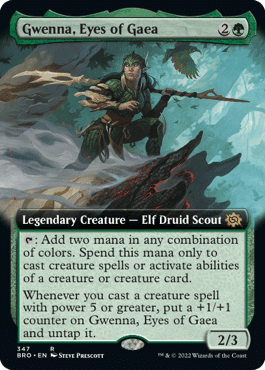 Gwenna, Eyes of Gaea 2
Legendary Creature — Elf Druid Scout
: Add two mana in any combination
of colors. Spend this mana only to
cast creature spells or activate abilities
of a creature or creature card.
Whenever you cast a creature spell
with power 5 or greater, put a +1/+1
counter on Gwenna, Eyes of Gaea
and untap it.
2/3
347 R
BRO • EN Steve Prescott ™ & © 2022 Wizards of the Coast